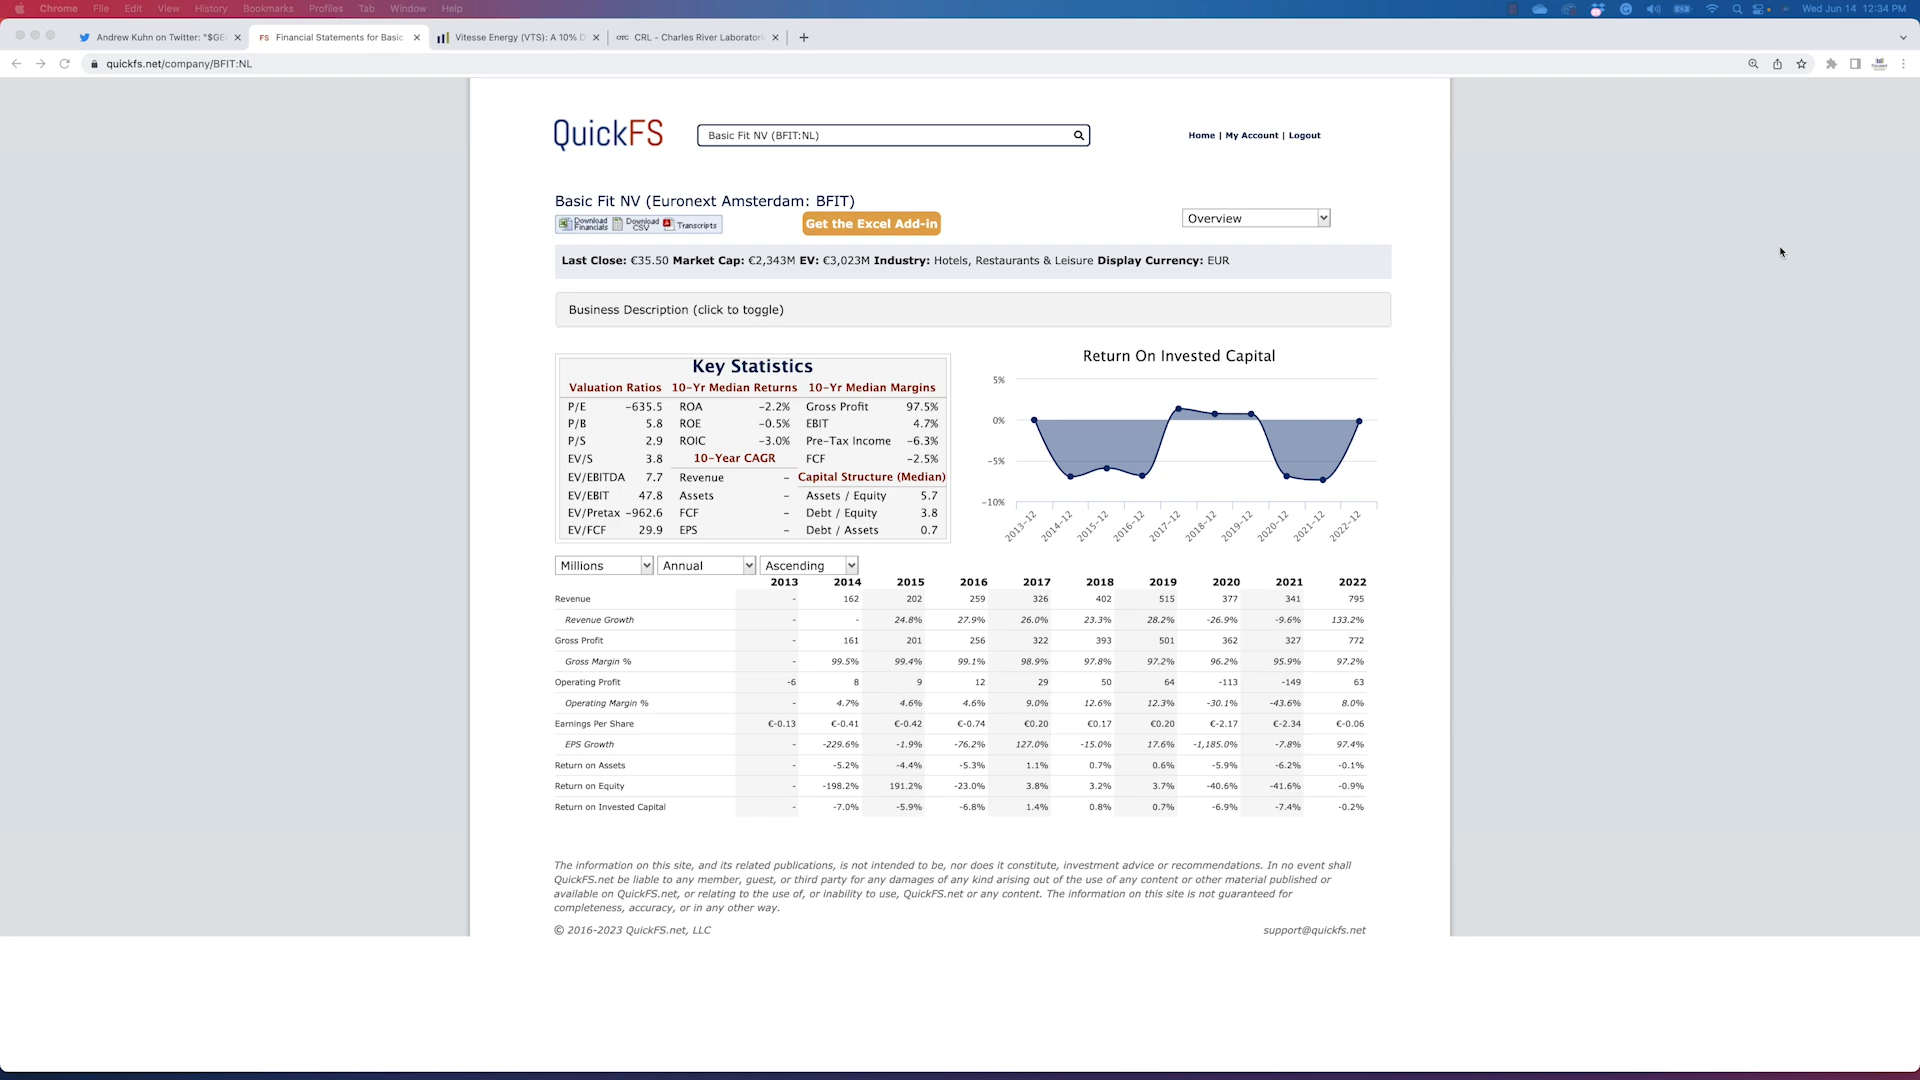 Chrome File Edit View History Bookmarks Profiles Tab Window Help Wed Jun 14 12:34 PM
Andrew Kuhn on Twitter: "$GE Financial Statements for Basic Vitesse Energy (VTS): A 10% D CRL - Charles River Laborator
quickfs.net/company/BFIT:NL
QuickFS Basic Fit NV (BFIT:NL) Home | My Account | Logout
Basic Fit NV (Euronext Amsterdam: BFIT)
Download Financials Download CSV Transcripts Get the Excel Add-in Overview
Last Close: €35.50 Market Cap: €2,343M EV: €3,023M Industry: Hotels, Restaurants & Leisure Display Currency: EUR
Business Description (click to toggle)
Key Statistics
Valuation Ratios 10-Yr Median Returns 10-Yr Median Margins
P/E -635.5 ROA -2.2% Gross Profit 97.5%
P/B 5.8 ROE -0.5% EBIT 4.7%
P/S 2.9 ROIC -3.0% Pre-Tax Income -6.3%
EV/S 3.8 10-Year CAGR FCF -2.5%
EV/EBITDA 7.7 Revenue - Capital Structure (Median)
EV/EBIT 47.8 Assets - Assets / Equity 5.7
EV/Pretax -962.6 FCF - Debt / Equity 3.8
EV/FCF 29.9 EPS - Debt / Assets 0.7
Return On Invested Capital
5%
0%
-5%
-10%
2013-12 2014-12 2015-12 2016-12 2017-12 2018-12 2019-12 2020-12 2021-12 2022-12
Millions Annual Ascending
2013 2014 2015 2016 2017 2018 2019 2020 2021 2022
Revenue - 162 202 259 326 402 515 377 341 795
Revenue Growth - - 24.8% 27.9% 26.0% 23.3% 28.2% -26.9% -9.6% 133.2%
Gross Profit - 161 201 256 322 393 501 362 327 772
Gross Margin % - 99.5% 99.4% 99.1% 98.9% 97.8% 97.2% 96.2% 95.9% 97.2%
Operating Profit -6 8 9 12 29 50 64 -113 -149 63
Operating Margin % - 4.7% 4.6% 4.6% 9.0% 12.6% 12.3% -30.1% -43.6% 8.0%
Earnings Per Share €-0.13 €-0.41 €-0.42 €-0.74 €0.20 €0.17 €0.20 €-2.17 €-2.34 €-0.06
EPS Growth - -229.6% -1.9% -76.2% 127.0% -15.0% 17.6% -1,185.0% -7.8% 97.4%
Return on Assets - -5.2% -4.4% -5.3% 1.1% 0.7% 0.6% -5.9% -6.2% -0.1%
Return on Equity - -198.2% 191.2% -23.0% 3.8% 3.2% 3.7% -40.6% -41.6% -0.9%
Return on Invested Capital - -7.0% -5.9% -6.8% 1.4% 0.8% 0.7% -6.9% -7.4% -0.2%
The information on this site, and its related publications, is not intended to be, nor does it constitute, investment advice or recommendations. In no event shall
QuickFS.net be liable to any member, guest, or third party for any damages of any kind arising out of the use of any content or other material published or
available on QuickFS.net, or relating to the use of, or inability to use, QuickFS.net or any content. The information on this site is not guaranteed for
completeness, accuracy, or in any other way.
© 2016-2023 QuickFS.net, LLC support@quickfs.net